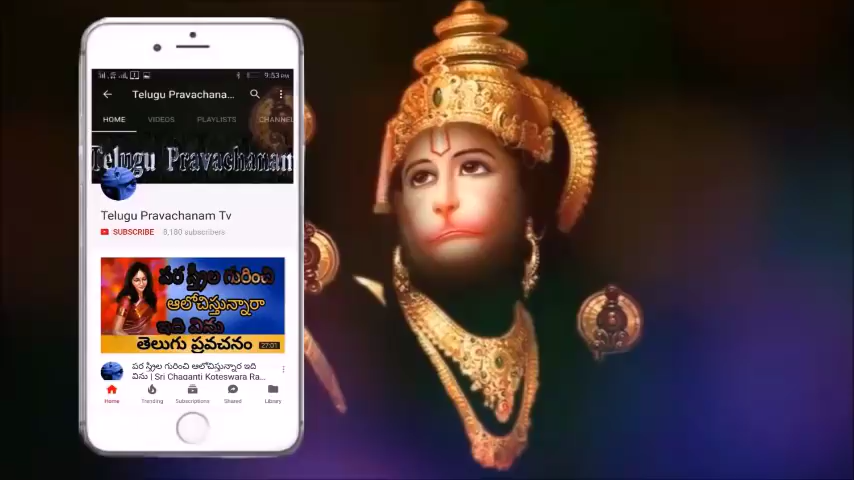 9:53 PM
Telugu Pravachana...
HOME VIDEOS PLAYLISTS CHANNEL
Telugu Pravachanam
Telugu Pravachanam Tv
SUBSCRIBE 8,180 subscribers
పర స్త్రీల గురించి
ఆలోచిస్తున్నారా
ఇది విను
తెలుగు ప్రవచనం 27:01
పర స్త్రీల గురించి ఆలోచిస్తున్నార ఇది
విను | Sri Chaganti Koteswara Ra...
Home Trending Subscriptions Shared Library